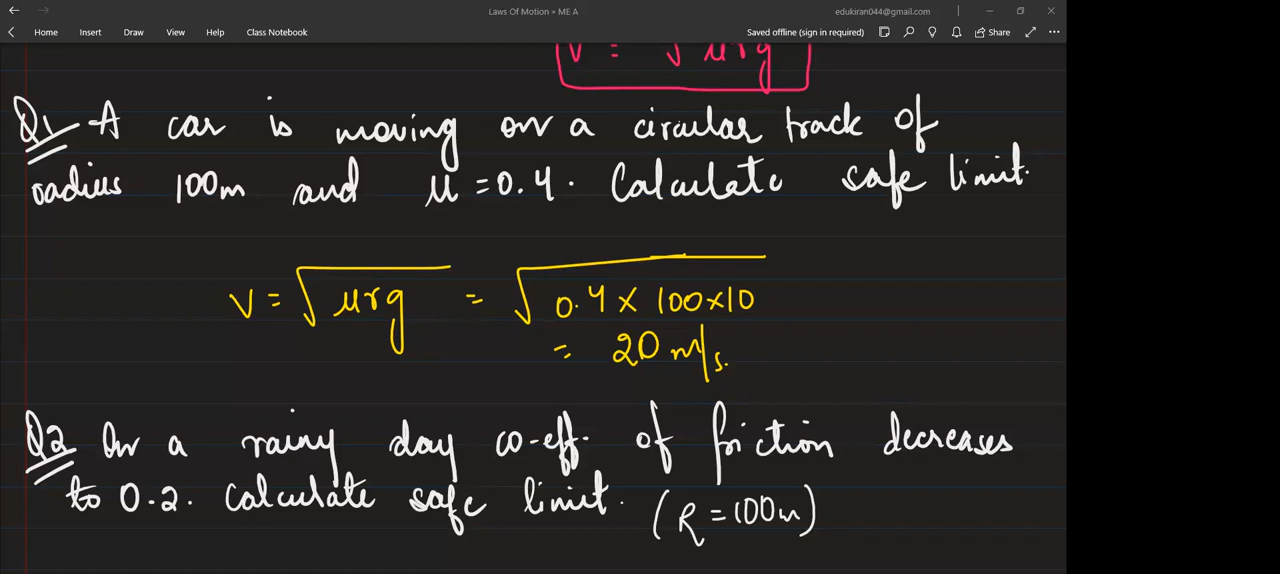 Laws Of Motion » ME A
edukiran044@gmail.com
Home Insert Draw View Help Class Notebook
Saved offline (sign in required)
Share
v = √μrg
Q1 A car is moving on a circular track of
radius 100m and μ = 0.4. Calculate safe limit.
v = √μrg = √0.4 × 100 × 10
= 20 m/s.
Q2 On a rainy day co-eff. of friction decreases
to 0.2. Calculate safe limit. (R = 100m)